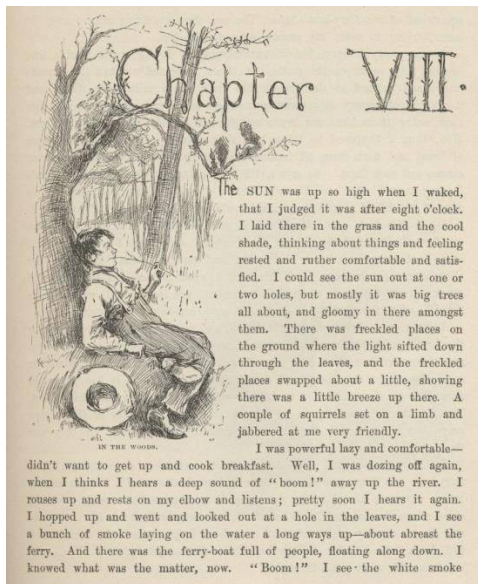 Chapter VIII.
The SUN was up so high when I waked,
that I judged it was after eight o'clock.
I laid there in the grass and the cool
shade, thinking about things and feeling
rested and ruther comfortable and satis-
fied. I could see the sun out at one or
two holes, but mostly it was big trees
all about, and gloomy in there amongst
them. There was freckled places on
the ground where the light sifted down
through the leaves, and the freckled
places swapped about a little, showing
there was a little breeze up there. A
couple of squirrels set on a limb and
jabbered at me very friendly.
IN THE WOODS.
I was powerful lazy and comfortable—
didn't want to get up and cook breakfast. Well, I was dozing off again,
when I thinks I hears a deep sound of "boom!" away up the river. I
rouses up and rests on my elbow and listens; pretty soon I hears it again.
I hopped up and went and looked out at a hole in the leaves, and I see
a bunch of smoke laying on the water a long ways up—about abreast the
ferry. And there was the ferry-boat full of people, floating along down. I
knowed what was the matter, now. "Boom!" I see the white smoke